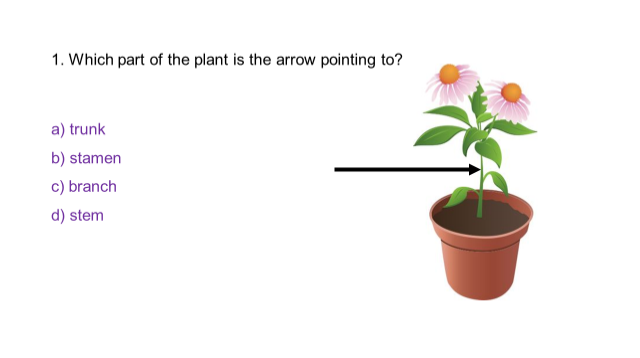 1. Which part of the plant is the arrow pointing to?
a) trunk
b) stamen
c) branch
d) stem